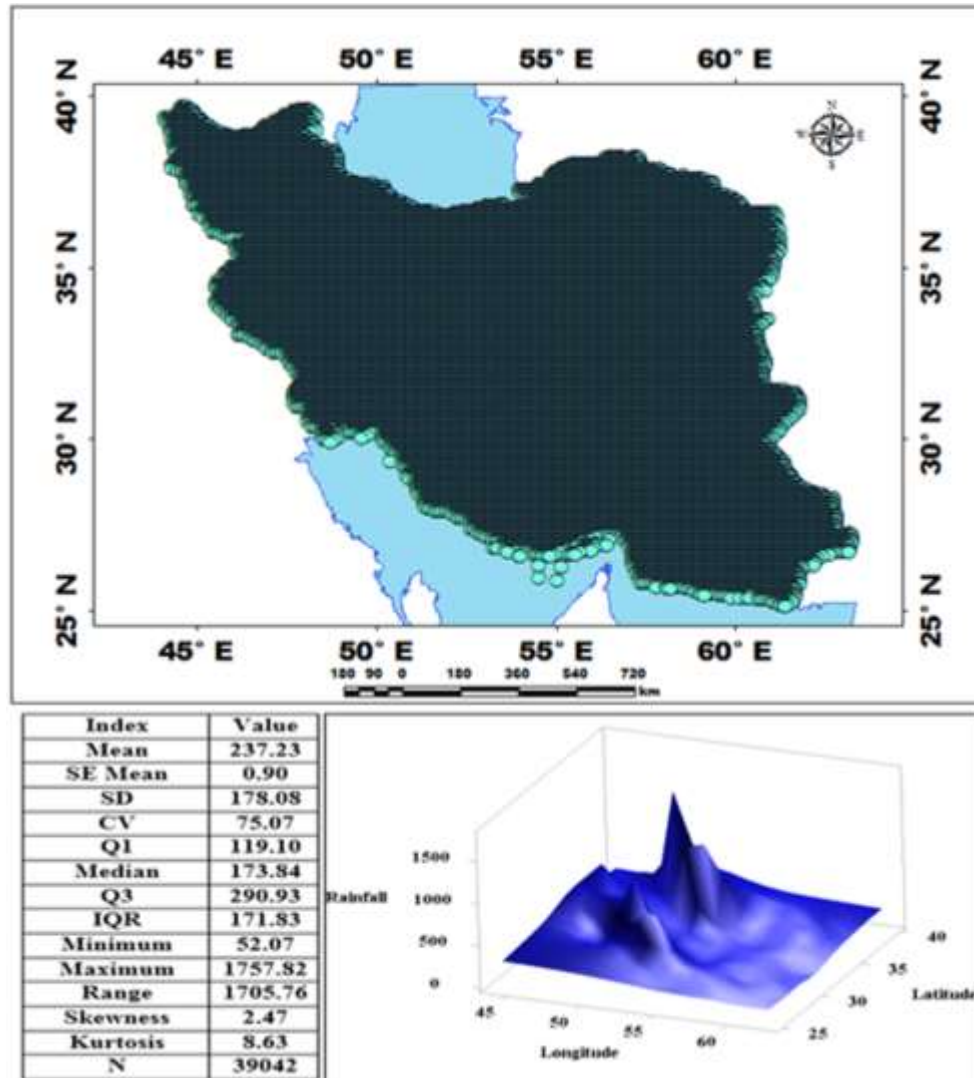 45° E 50° E 55° E 60° E
40° N 40° N
N
E
S
35° N 35° N
30° N 30° N
25° N 25° N
45° E 50° E 55° E 60° E
180 90 0 180 360 540 720
km
Index Value
Mean 237.23
SE Mean 0.90
SD 178.08
CV 75.07
Q1 119.10
Median 173.84
Q3 290.93
IQR 171.83
Minimum 52.07
Maximum 1757.82
Range 1705.76
Skewness 2.47
Kurtosis 8.63
N 39042
1500
1000
Rainfall
500
0
45
50
55
60
Longitude
25
30
35
40
Latitude